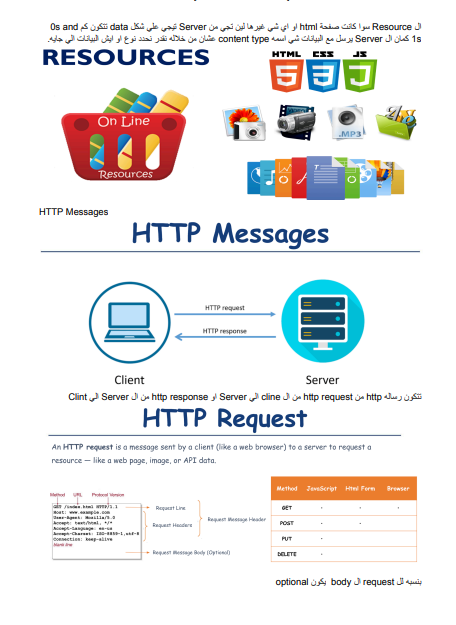 ال Resource سوا كانت صفحة html او اي شي غيرها لين تجي من Server تيجي علي شكل data تتكون كم 0s and
1s كمان ال Server يرسل مع البيانات شي اسمه content type عشان من خلاله نقدر نحدد نوع او ايش البيانات الي جايه.
RESOURCES
HTML CSS JS
5 3
On Line
Resources
.MP3
HTTP Messages
HTTP Messages
HTTP request
HTTP response
Client Server
تتكون رساله http من http request من ال cline الي Server او http response من ال Server الي Clint
HTTP Request
An HTTP request is a message sent by a client (like a web browser) to a server to request a
resource — like a web page, image, or API data.
Method URL Protocol Version
GET /index.html HTTP/1.1
Host: www.example.com
User-Agent: Mozilla/5.0
Accept: text/html, */*
Accept-Language: en-us
Accept-Charset: ISO-8859-1,utf-8
Connection: keep-alive
blank line
Request Line
Request Headers
Request Message Header
Request Message Body (Optional)
Method JavaScript Html Form Browser
GET · · ·
POST · ·
PUT ·
DELETE ·
بنسبه لل request ال body يكون optional